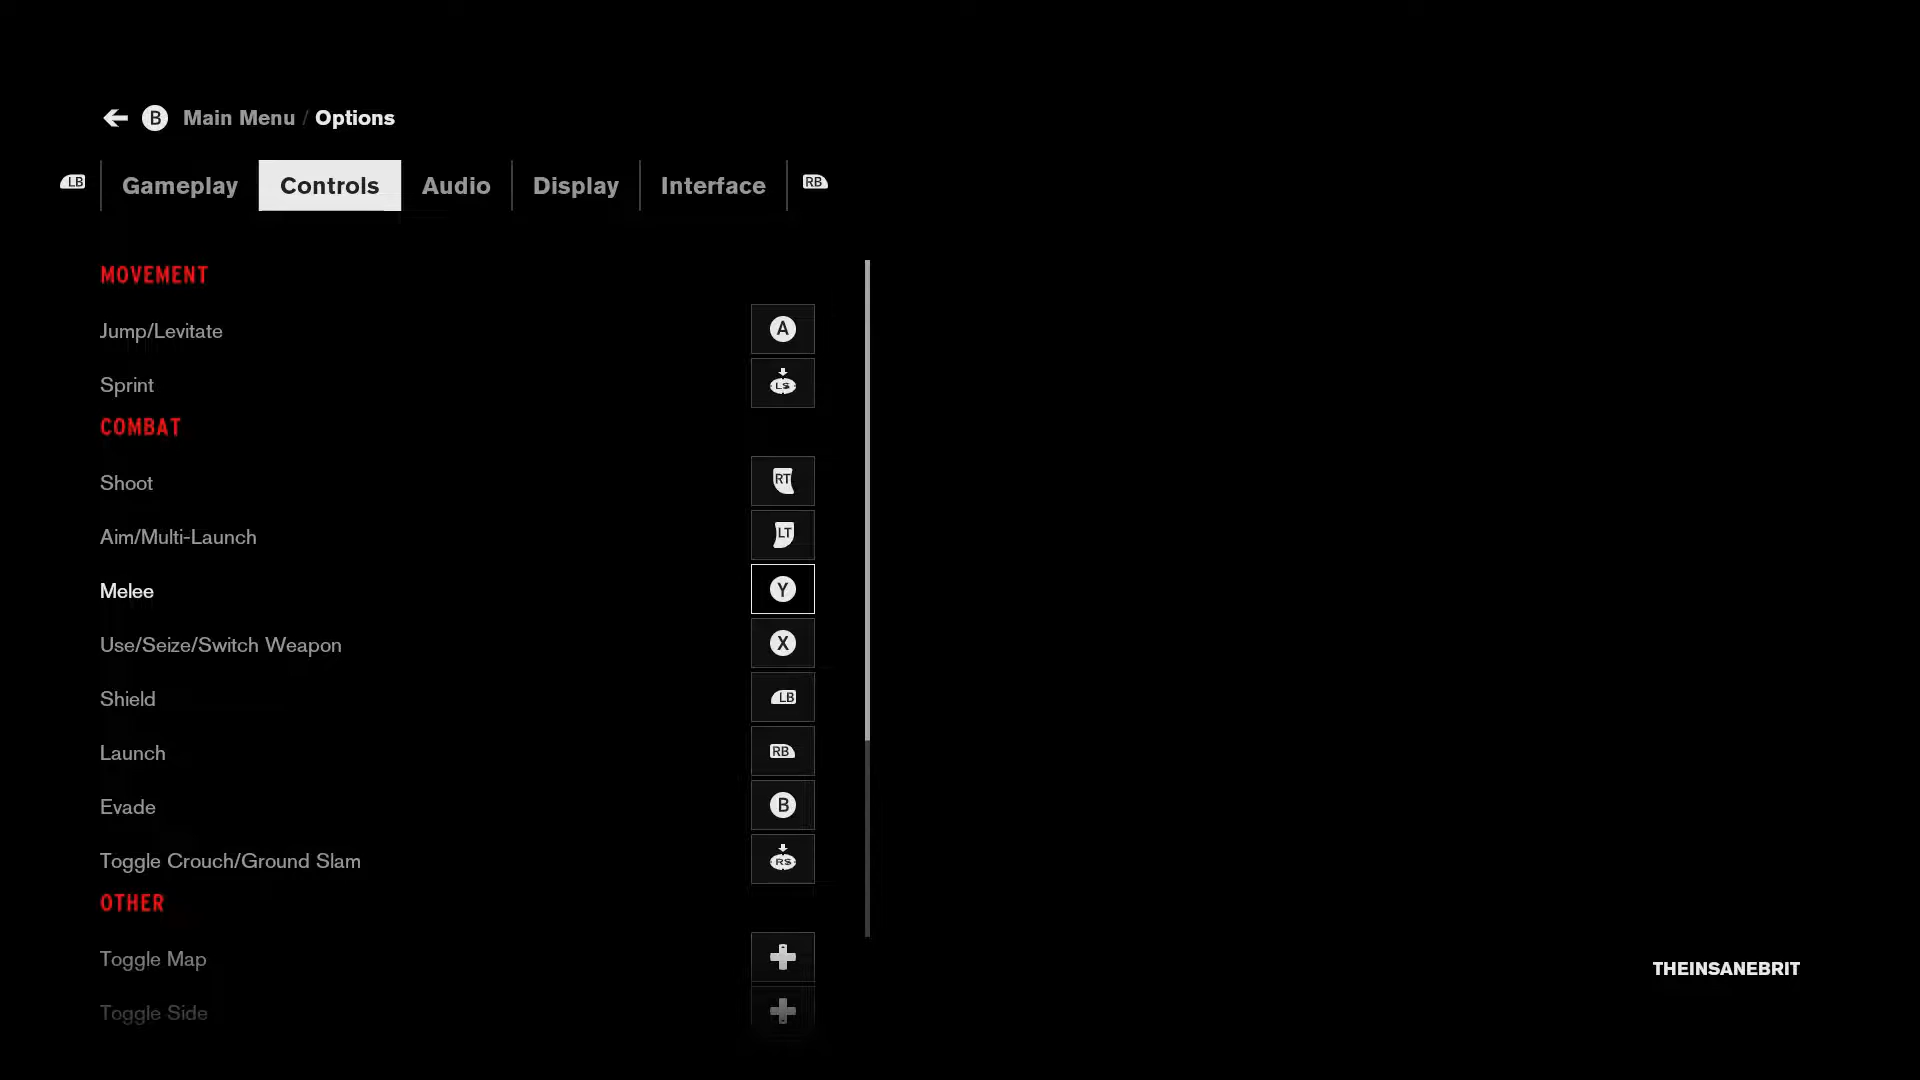 B Main Menu / Options
LB Gameplay Controls Audio Display Interface RB
MOVEMENT
Jump/Levitate A
Sprint LS
COMBAT
Shoot RT
Aim/Multi-Launch LT
Melee Y
Use/Seize/Switch Weapon X
Shield LB
Launch RB
Evade B
Toggle Crouch/Ground Slam RS
OTHER
Toggle Map
Toggle Side
THEINSANEBRIT